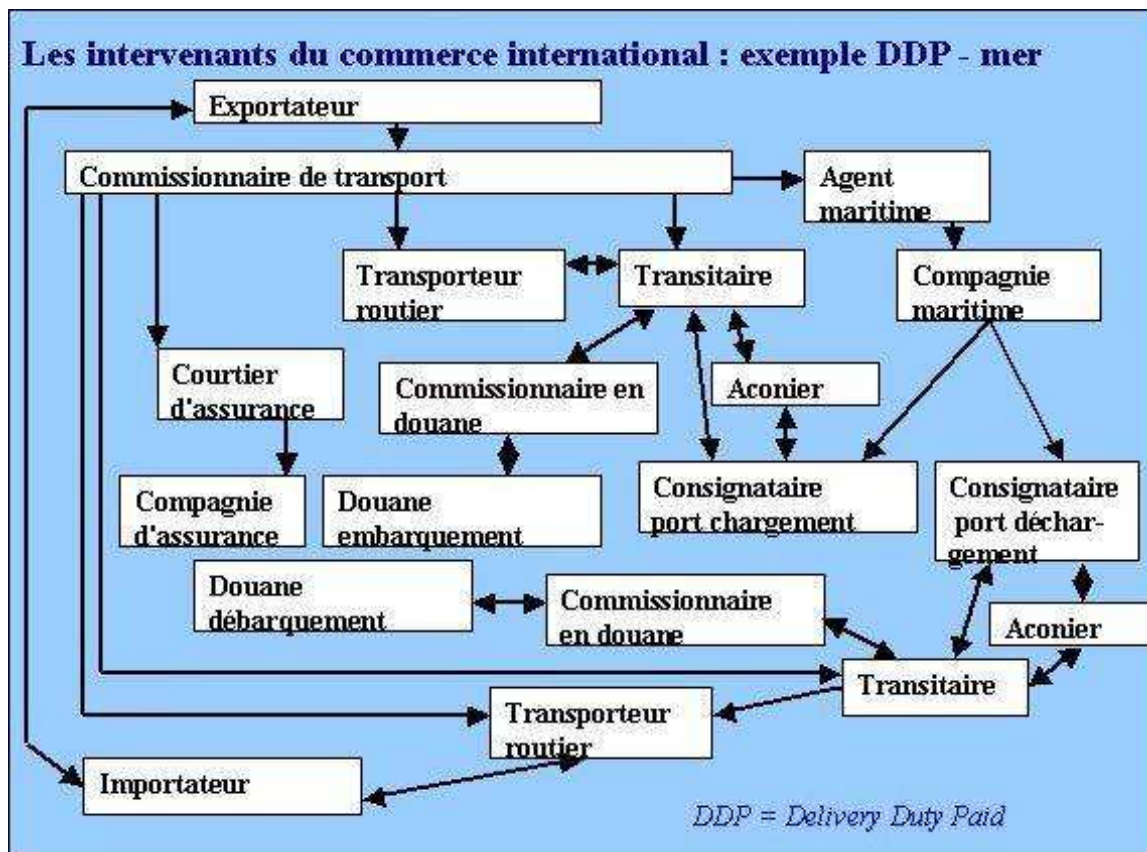 Les intervenants du commerce international : exemple DDP - mer
Exportateur
Commissionnaire de transport
Agent
maritime
Transporteur
routier
Transitaire
Compagnie
maritime
Courtier
d'assurance
Commissionnaire en
douane
Aconier
Compagnie
d'assurance
Douane
embarquement
Consignataire
port chargement
Consignataire
port déchar-
gement
Douane
débarquement
Commissionnaire
en douane
Aconier
Transitaire
Transporteur
routier
Importateur
DDP = Delivery Duty Paid